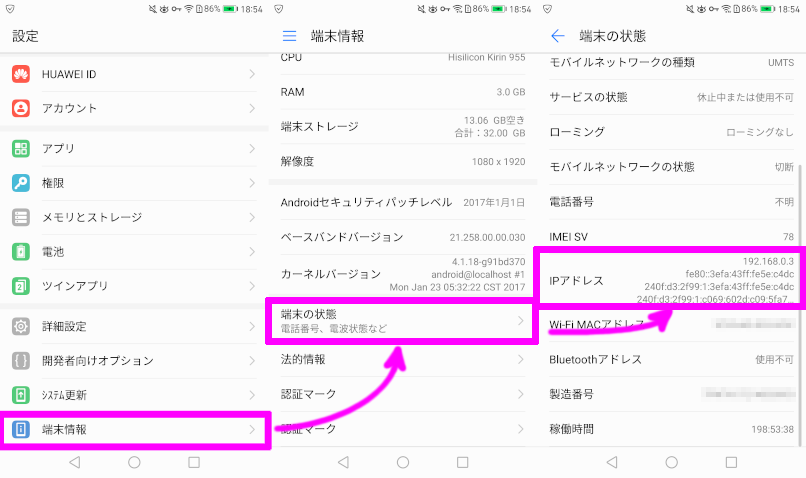 86% 18:54
設定
HUAWEI ID
アカウント
アプリ
権限
メモリとストレージ
電池
ツインアプリ
詳細設定
開発者向けオプション
システム更新
端末情報
86% 18:54
端末情報
CPU Hisilicon Kirin 955
RAM 3.0 GB
端末ストレージ 13.06 GB空き
合計：32.00 GB
解像度 1080 x 1920
Androidセキュリティパッチレベル 2017年1月1日
ベースバンドバージョン 21.258.00.00.030
カーネルバージョン 4.1.18-g91bd370
android@localhost #1
Mon Jan 23 05:32:22 CST 2017
端末の状態
電話番号、電波状態など
法的情報
認証マーク
認証マーク
86% 18:54
端末の状態
モバイルネットワークの種類 UMTS
サービスの状態 休止中または使用不可
ローミング ローミングなし
モバイルネットワークの状態 切断
電話番号 不明
IMEI SV 78
IPアドレス 192.168.0.3
fe80::3efa:43ff:fe5e:c4dc
240f:d3:2f99:1:3efa:43ff:fe5e:c4dc
240f:d3:2f99:1:c069:602d:c09:5fa7...
Wi-Fi MACアドレス
Bluetoothアドレス 使用不可
製造番号
稼働時間 198:53:38